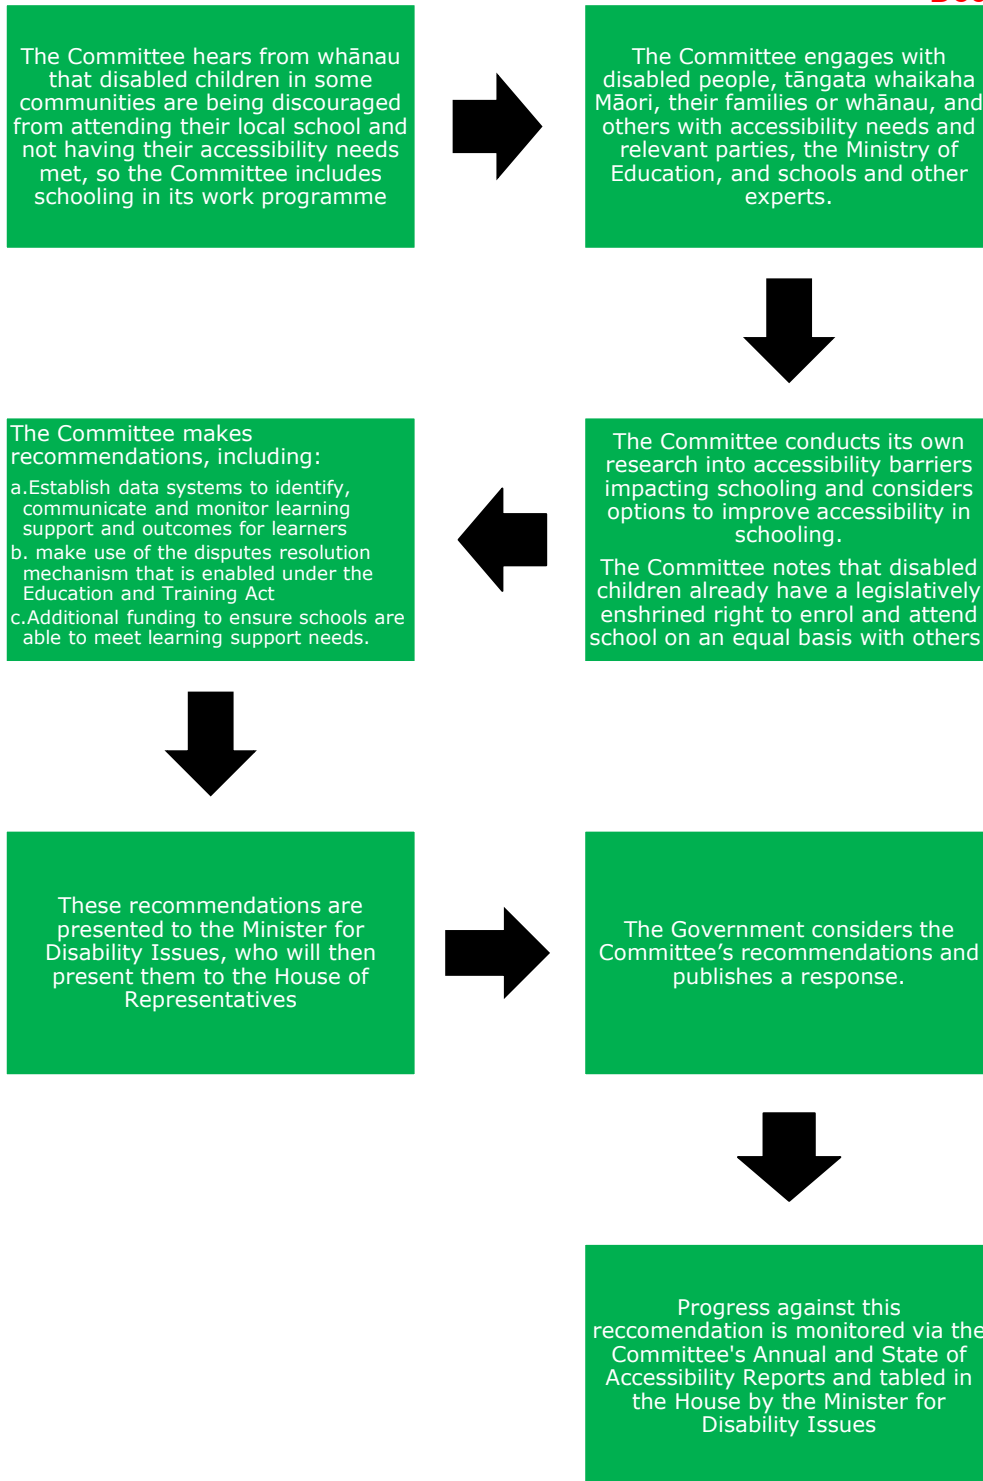 The Committee hears from whānau
that disabled children in some
communities are being discouraged
from attending their local school and
not having their accessibility needs
met, so the Committee includes
schooling in its work programme
The Committee engages with
disabled people, tāngata whaikaha
Māori, their families or whānau, and
others with accessibility needs and
relevant parties, the Ministry of
Education, and schools and other
experts.
The Committee conducts its own
research into accessibility barriers
impacting schooling and considers
options to improve accessibility in
schooling.
The Committee notes that disabled
children already have a legislatively
enshrined right to enrol and attend
school on an equal basis with others
The Committee makes
recommendations, including:
a.Establish data systems to identify,
communicate and monitor learning
support and outcomes for learners
b. make use of the disputes resolution
mechanism that is enabled under the
Education and Training Act
c.Additional funding to ensure schools are
able to meet learning support needs.
These recommendations are
presented to the Minister for
Disability Issues, who will then
present them to the House of
Representatives
The Government considers the
Committee’s recommendations and
publishes a response.
Progress against this
reccomendation is monitored via the
Committee's Annual and State of
Accessibility Reports and tabled in
the House by the Minister for
Disability Issues